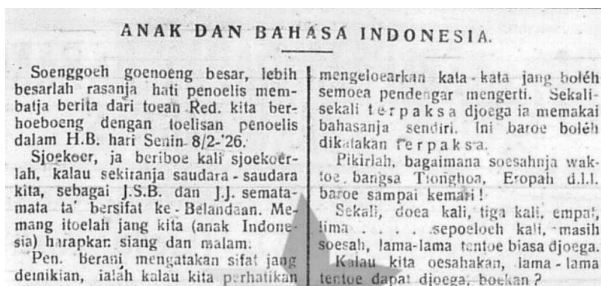 ANAK DAN BAHASA INDONESIA.
Soenggoeh goenoeng besar, lebih
besarlah rasanja hati penoelis mem-
batja berita dari toean Red. kita ber-
hoeboeng dengan toelisan penoelis
dalam H.B. hari Senin 8/2-'26.
Sjoekoer, ja beriboe kali sjoekoer-
lah, kalau sekiranja saudara-saudara
kita, sebagai J.S.B. dan J.J. semata-
mata ta' bersifat ke-Belandaan. Me-
mang itoelah jang kita (anak Indone-
sia) harapkan siang dan malam.
Pen. berani mengatakan sifat jang
demikian, ialah kalau kita perhatikan
mengeloearkan kata-kata jang boléh
semoea pendengar mengerti. Sekali-
sekali terpaksa djoega ia memakai
bahasanja sendiri. Ini baroe boléh
dikatakan terpaksa.
Pikirlah, bagaimana soesahnja wak-
toe bangsa Tionghoa, Eropah d.l.l.
baroe sampai kemari!
Sekali, doea kali, tiga kali, empat,
lima . . . . . sepoeloeh kali, masih
soesah, lama-lama tentoe biasa djoega.
Kalau kita oesahakan, lama-lama
tentoe dapat djoega, boekan?